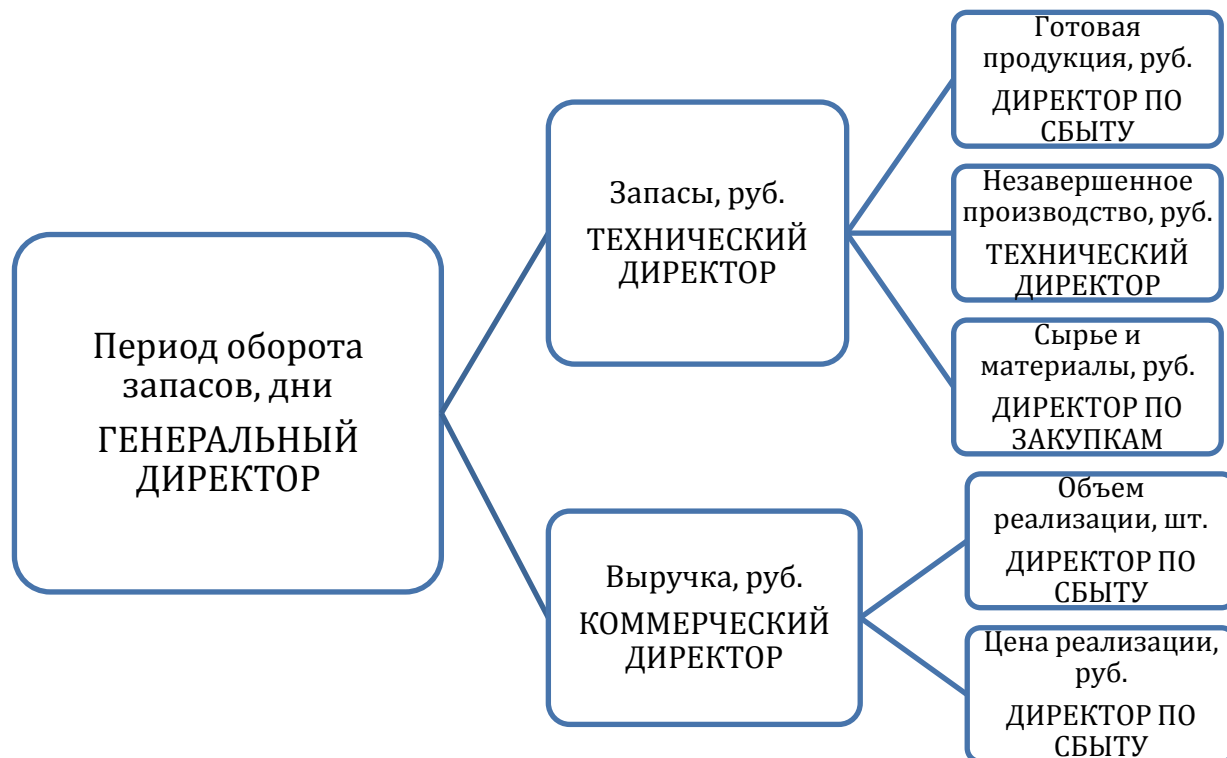 Период оборота
запасов, дни
ГЕНЕРАЛЬНЫЙ
ДИРЕКТОР
Запасы, руб.
ТЕХНИЧЕСКИЙ
ДИРЕКТОР
Готовая
продукция, руб.
ДИРЕКТОР ПО
СБЫТУ
Незавершенное
производство, руб.
ТЕХНИЧЕСКИЙ
ДИРЕКТОР
Сырье и
материалы, руб.
ДИРЕКТОР ПО
ЗАКУПКАМ
Выручка, руб.
КОММЕРЧЕСКИЙ
ДИРЕКТОР
Объем
реализации, шт.
ДИРЕКТОР ПО
СБЫТУ
Цена реализации,
руб.
ДИРЕКТОР ПО
СБЫТУ